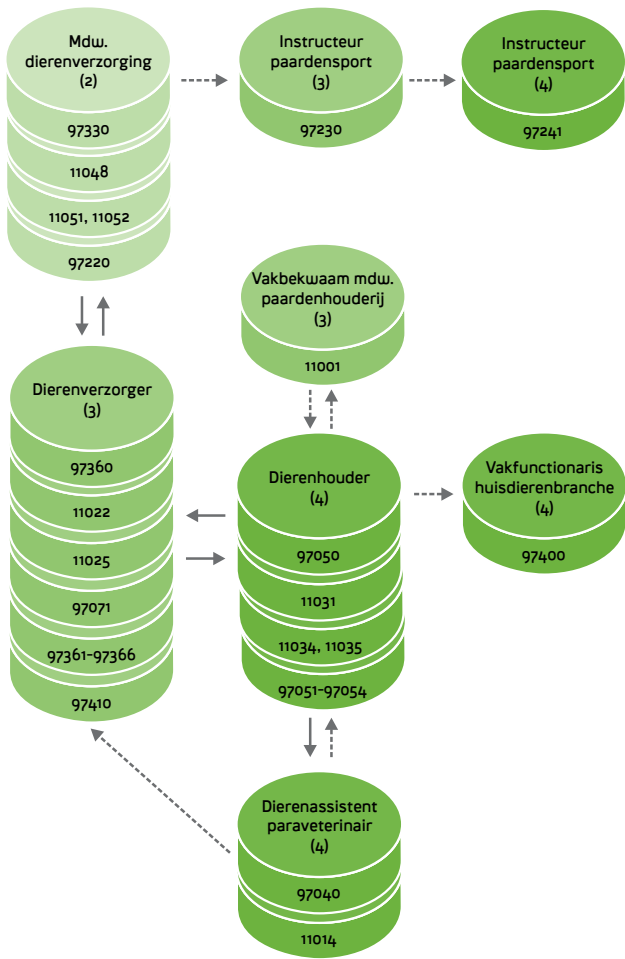 Mdw.
dierenverzorging
(2)
97330
11048
11051, 11052
97220
Instructeur
paardensport
(3)
97230
Instructeur
paardensport
(4)
97241
Vakbekwaam mdw.
paardenhouderij
(3)
11001
Dierenverzorger
(3)
97360
11022
11025
97071
97361-97366
97410
Dierenhouder
(4)
97050
11031
11034, 11035
97051-97054
Vakfunctionaris
huisdierenbranche
(4)
97400
Dierenassistent
paraveterinair
(4)
97040
11014